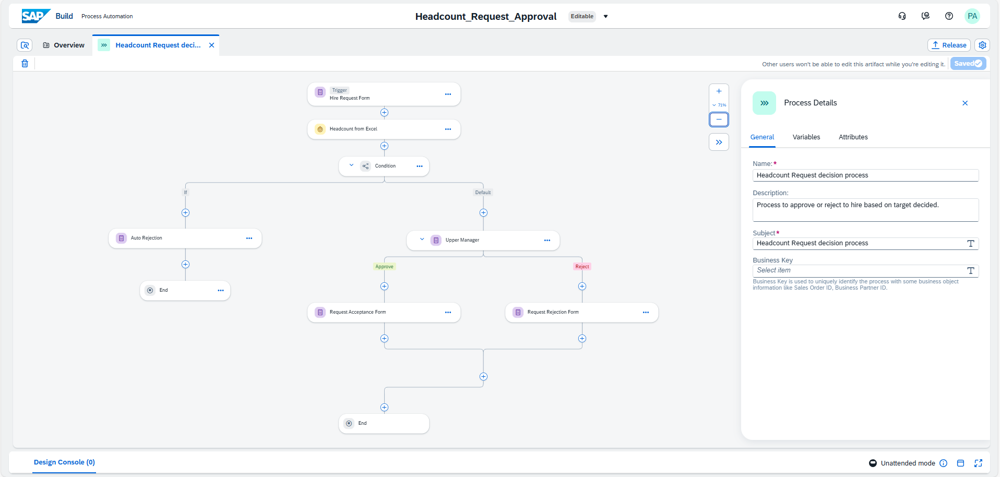 SAP Build Process Automation
Headcount_Request_Approval Editable
PA
Overview
Headcount Request deci...
Release
Other users won't be able to edit this artifact while you're editing it.
Saved
Trigger
Hire Request Form
Headcount from Excel
Condition
If
Default
Auto Rejection
Upper Manager
Approve
Reject
End
Request Acceptance Form
Request Rejection Form
End
71%
Process Details
General Variables Attributes
Name:*
Headcount Request decision process
Description:
Process to approve or reject to hire based on target decided.
Subject*
Headcount Request decision process
Business Key
Select item
Business Key is used to uniquely identify the process with some business object
information like Sales Order ID, Business Partner ID.
Design Console (0)
Unattended mode